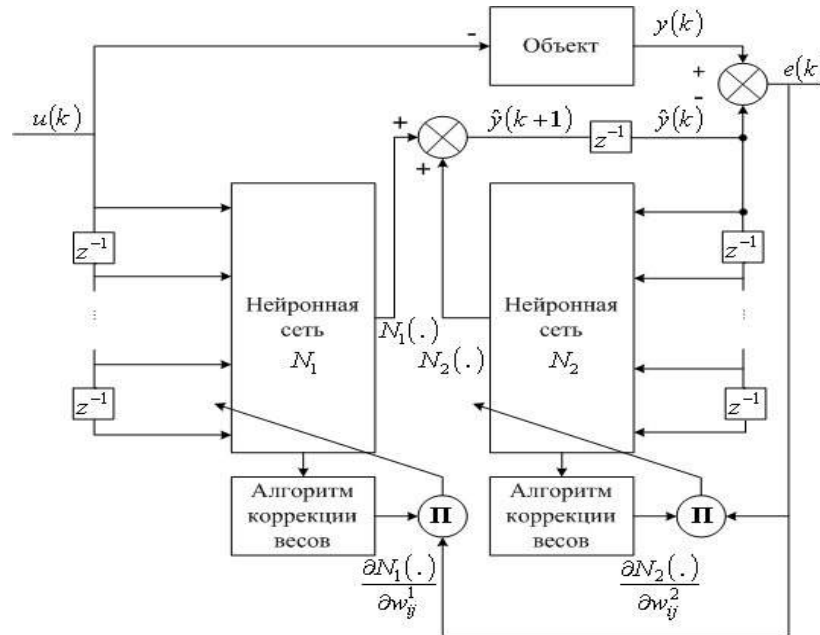 -
Объект
y(k)
+
-
e(k
u(k)
+
+
ŷ(k+1)
z⁻¹
ŷ(k)
z⁻¹
z⁻¹
...
...
Нейронная
сеть
N₁
N₁(.)
N₂(.)
Нейронная
сеть
N₂
z⁻¹
z⁻¹
Алгоритм
коррекции
весов
П
Алгоритм
коррекции
весов
П
∂N₁(.)
∂w¹ᵢⱼ
∂N₂(.)
∂w²ᵢⱼ